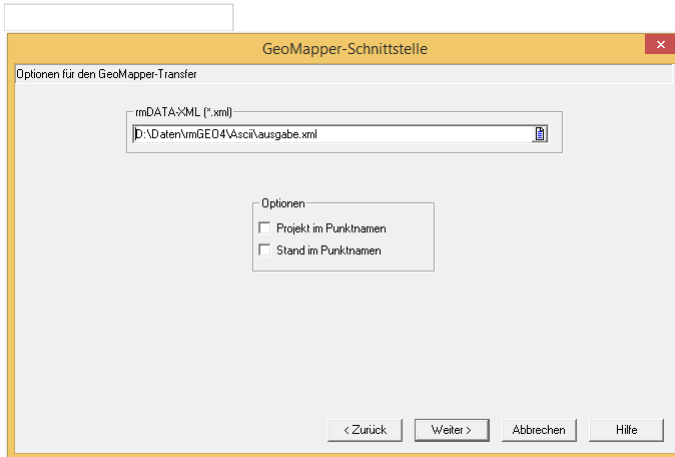 GeoMapper-Schnittstelle
Optionen für den GeoMapper-Transfer
rmDATA-XML (*.xml)
D:\Daten\rmGEO4\Ascii\ausgabe.xml
Optionen
Projekt im Punktnamen
Stand im Punktnamen
< Zurück Weiter > Abbrechen Hilfe